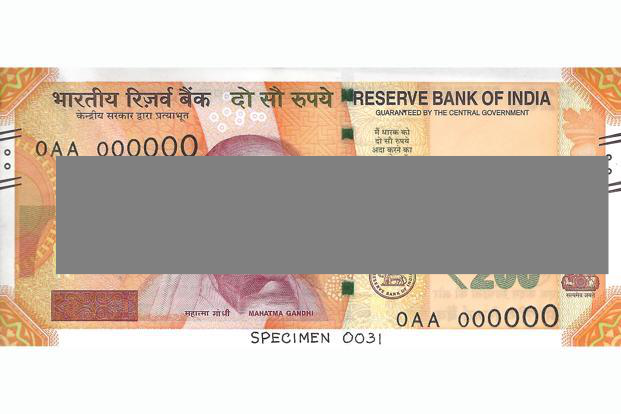 भारतीय रिज़र्व बैंक दो सौ रुपये RESERVE BANK OF INDIA
केन्द्रीय सरकार द्वारा प्रत्याभूत GUARANTEED BY THE CENTRAL GOVERNMENT
मैं धारक को
दो सौ रुपये
अदा करने का
0AA 000000
₹200
सत्यमेव जयते
महात्मा गांधी MAHATMA GANDHI
0AA 000000
SPECIMEN 0031